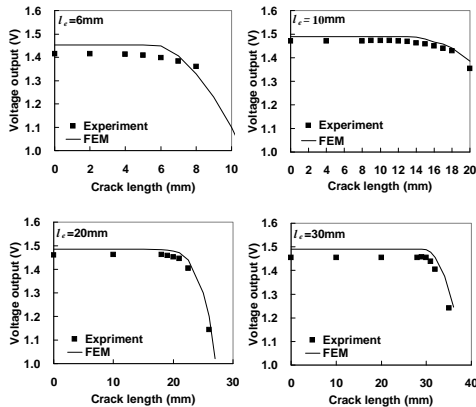 l e =6mm
1.6
1.5
1.4
1.3
1.2
1.1
1.0
Voltage output (V)
Experiment
FEM
0 2 4 6 8 10
Crack length (mm)
l e =10mm
1.6
1.5
1.4
1.3
1.2
1.1
1.0
Voltage output (V)
Experiment
FEM
0 2 4 6 8 10 12 14 16 18 20
Crack length (mm)
l e =20mm
1.6
1.5
1.4
1.3
1.2
1.1
1.0
Voltage output (V)
Expriment
FEM
0 10 20 30
Crack length (mm)
l e =30mm
1.6
1.5
1.4
1.3
1.2
1.1
1.0
Voltage output (V)
Expriment
FEM
0 10 20 30 40
Crack length (mm)